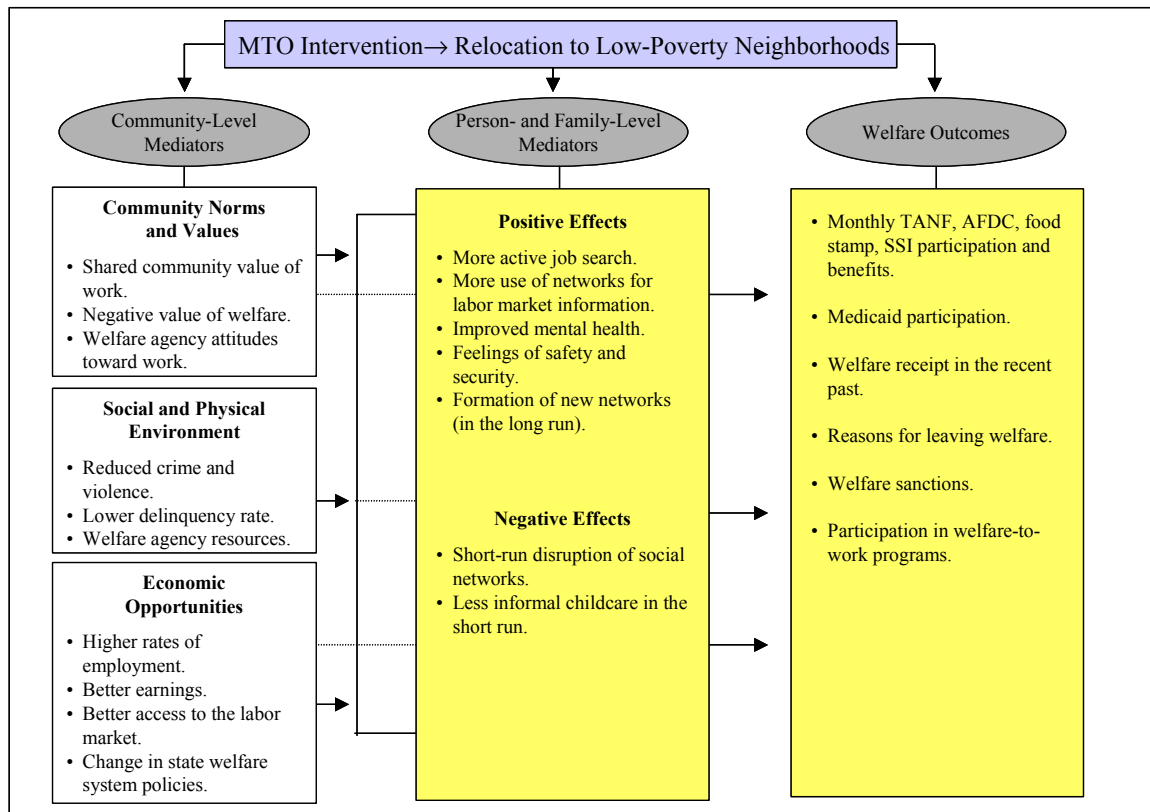 MTO Intervention→ Relocation to Low-Poverty Neighborhoods
Community-Level
Mediators
Person- and Family-Level
Mediators
Welfare Outcomes
Community Norms
and Values
• Shared community value of
work.
• Negative value of welfare.
• Welfare agency attitudes
toward work.
Social and Physical
Environment
• Reduced crime and
violence.
• Lower delinquency rate.
• Welfare agency resources.
Economic
Opportunities
• Higher rates of
employment.
• Better earnings.
• Better access to the labor
market.
• Change in state welfare
system policies.
Positive Effects
• More active job search.
• More use of networks for
labor market information.
• Improved mental health.
• Feelings of safety and
security.
• Formation of new networks
(in the long run).
Negative Effects
• Short-run disruption of social
networks.
• Less informal childcare in the
short run.
• Monthly TANF, AFDC, food
stamp, SSI participation and
benefits.
• Medicaid participation.
• Welfare receipt in the recent
past.
• Reasons for leaving welfare.
• Welfare sanctions.
• Participation in welfare-to-
work programs.